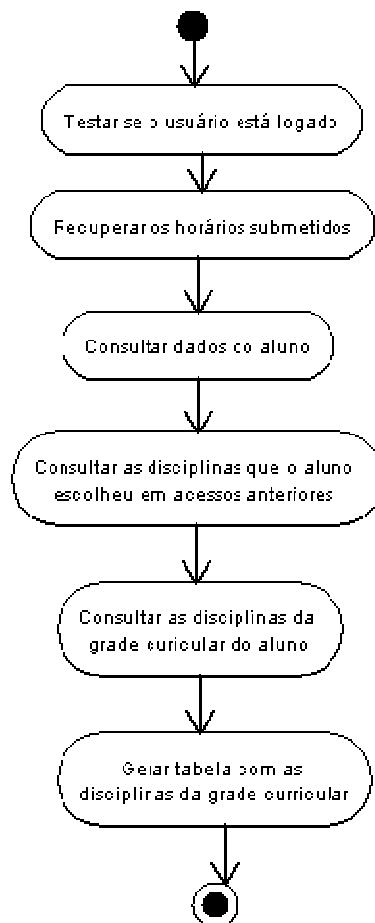 Testar se o usuário está logado
Recuperar os horários submetidos
Consultar dados do aluno
Consultar as disciplinas que o aluno
escolheu em acessos anteriores
Consultar as disciplinas da
grade curicular do aluno
Gerar tabela com as
disciplinas da grade curricular